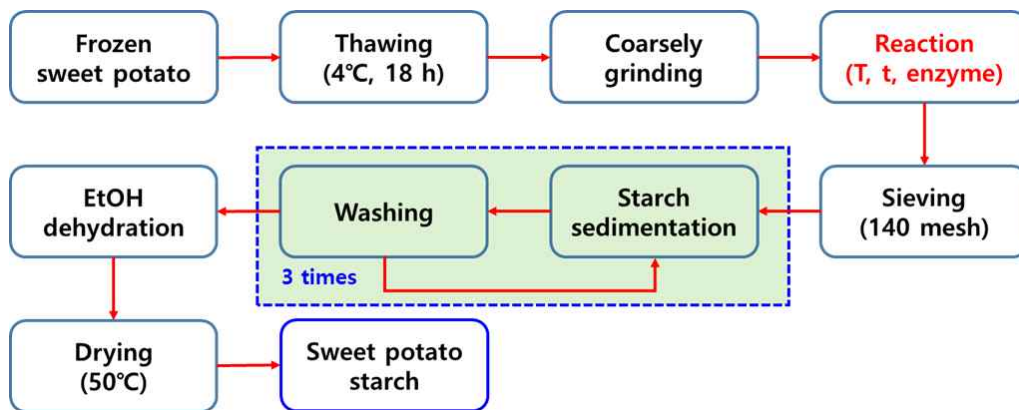 Frozen
sweet potato
Thawing
(4℃, 18 h)
Coarsely
grinding
Reaction
(T, t, enzyme)
Sieving
(140 mesh)
Starch
sedimentation
Washing
3 times
EtOH
dehydration
Drying
(50℃)
Sweet potato
starch